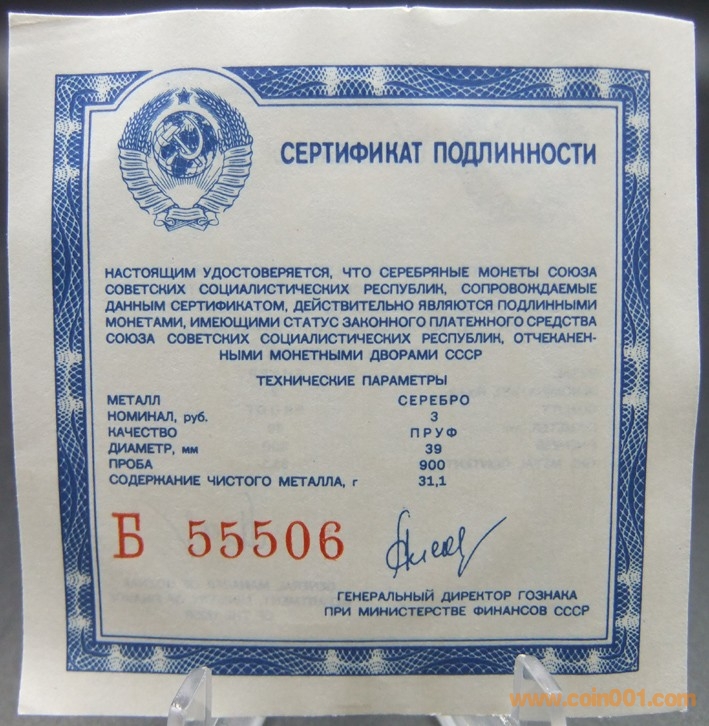 СЕРТИФИКАТ ПОДЛИННОСТИ
НАСТОЯЩИМ УДОСТОВЕРЯЕТСЯ, ЧТО СЕРЕБРЯНЫЕ МОНЕТЫ СОЮЗА
СОВЕТСКИХ СОЦИАЛИСТИЧЕСКИХ РЕСПУБЛИК, СОПРОВОЖДАЕМЫЕ
ДАННЫМ СЕРТИФИКАТОМ, ДЕЙСТВИТЕЛЬНО ЯВЛЯЮТСЯ ПОДЛИННЫМИ
МОНЕТАМИ, ИМЕЮЩИМИ СТАТУС ЗАКОННОГО ПЛАТЕЖНОГО СРЕДСТВА
СОЮЗА СОВЕТСКИХ СОЦИАЛИСТИЧЕСКИХ РЕСПУБЛИК, ОТЧЕКАНЕН-
НЫМИ МОНЕТНЫМИ ДВОРАМИ СССР
ТЕХНИЧЕСКИЕ ПАРАМЕТРЫ
МЕТАЛЛ СЕРЕБРО
НОМИНАЛ, руб. 3
КАЧЕСТВО ПРУФ
ДИАМЕТР, мм 39
ПРОБА 900
СОДЕРЖАНИЕ ЧИСТОГО МЕТАЛЛА, г 31,1
Б 55506
ГЕНЕРАЛЬНЫЙ ДИРЕКТОР ГОЗНАКА
ПРИ МИНИСТЕРСТВЕ ФИНАНСОВ СССР
www.coin001.com